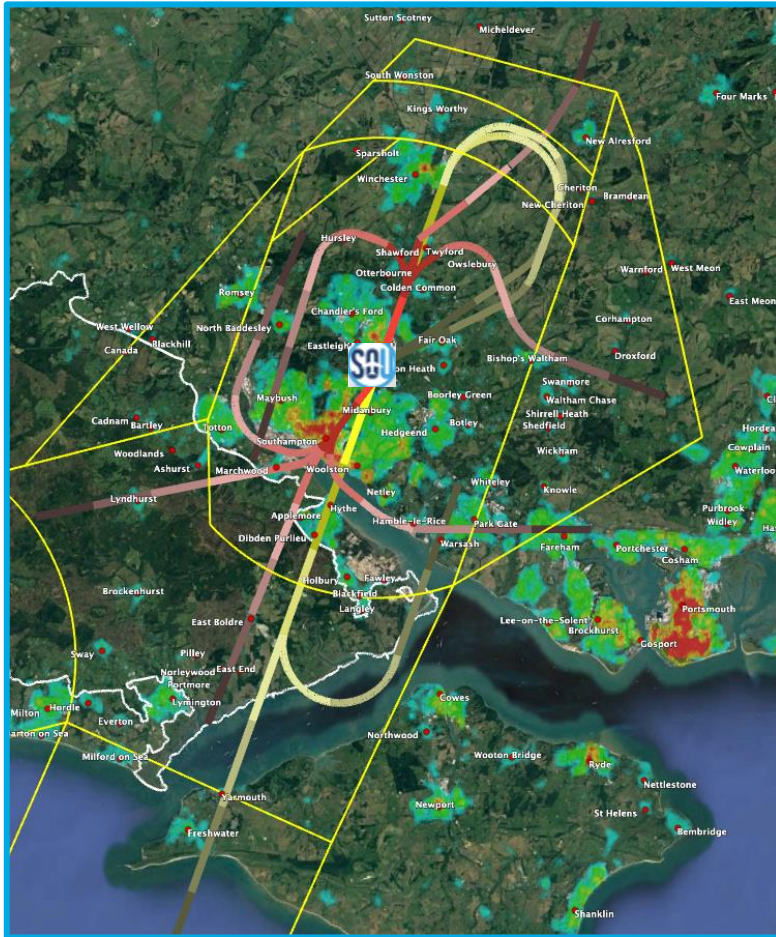 Sutton Scotney
Micheldever
South Wonston
Four Marks
Kings Worthy
New Alresford
Sparsholt
Winchester
Cheriton
Bramdean
New Cheriton
Hursley
Shawford
Twyford
Owslebury
Otterbourne
Warnford
West Meon
Colden Common
Romsey
East Meon
Chandler's Ford
Corhampton
West Wellow
North Baddesley
Blackhill
Canada
Eastleigh
Fair Oak
Bishop's Waltham
Droxford
SOU
on Heath
Swanmore
Maybush
Boorley Green
Waltham Chase
Midanbury
Shirrell Heath
Cadnam
Bartley
Totton
Hedgeend
Botley
Shedfield
Hordea
Southampton
Cowplain
Woodlands
Wickham
Ashurst
Marchwood
Woolston
Waterloo
Netley
Whiteley
Knowle
Lyndhurst
Hythe
Purbrook
Applemore
Hamble-le-Rice
Park Gate
Widley
Dibden Purlieu
Warsash
Fareham
Portchester
Cosham
Holbury
Fawley
Brockenhurst
Blackfield
Langley
Portsmouth
East Boldre
Lee-on-the-Solent
Brockhurst
Gosport
Sway
Pilley
East End
Norleywood
Portmore
Cowes
Milton
Hordle
Lymington
Everton
Northwood
arton on Sea
Milford on Sea
Wooton Bridge
Ryde
Nettlestone
Yarmouth
Newport
St Helens
Freshwater
Bembridge
Shanklin